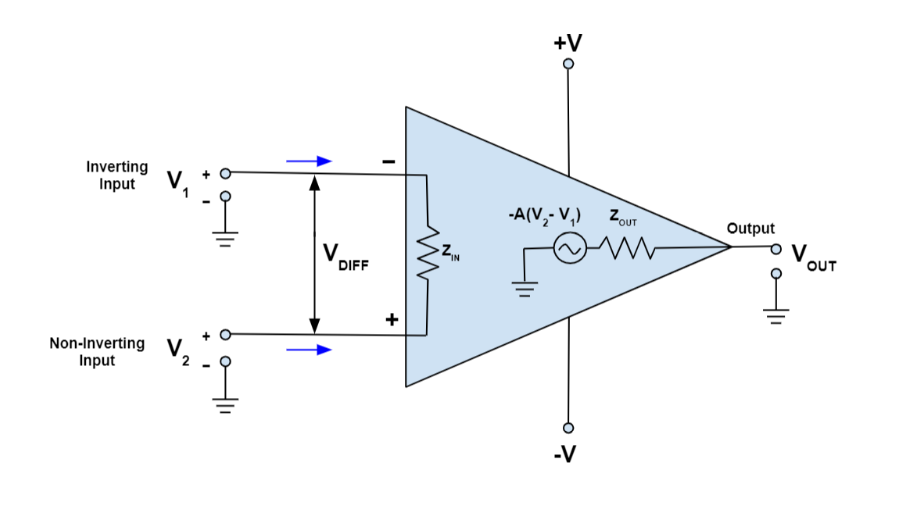 +V
Inverting
Input
V1
+
-
−
-A(V2- V1)
ZOUT
Output
VOUT
VDIFF
ZIN
+
Non-Inverting
Input
V2
+
-
-V